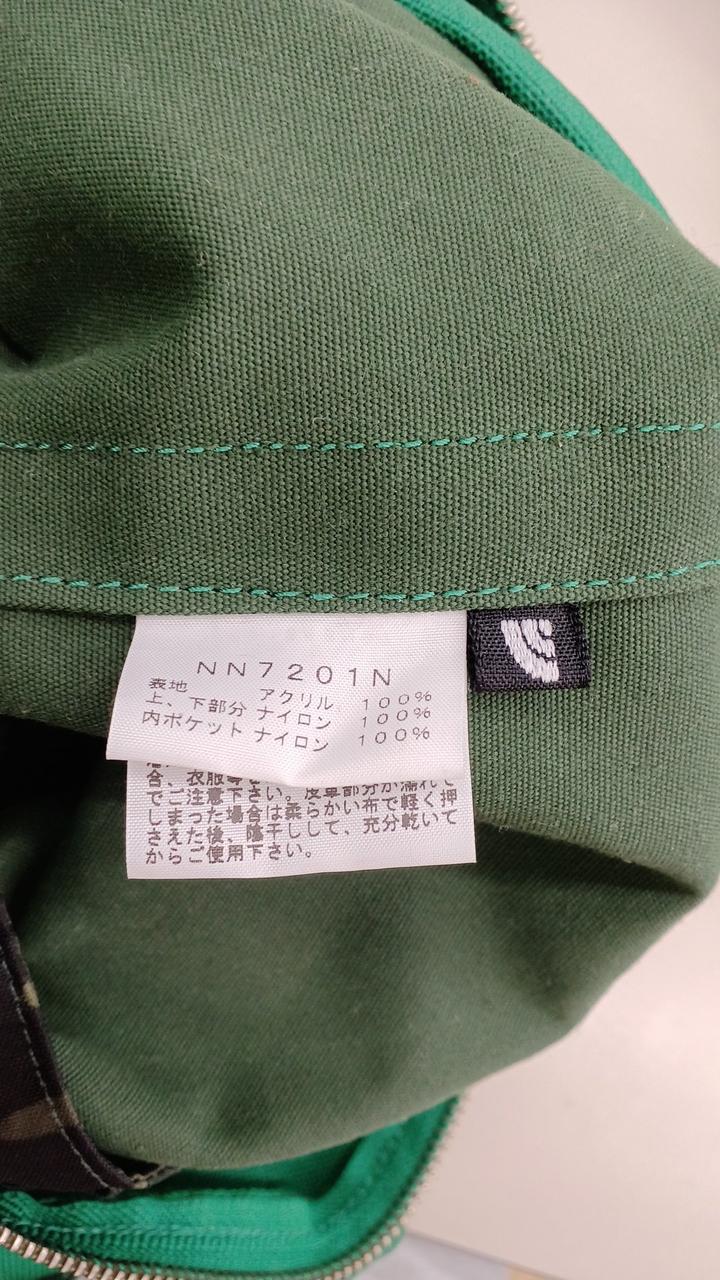 NN7201N
表地 アクリル 100%
上、下部分 ナイロン 100%
内ポケット ナイロン 100%
合、衣服等
皮革部分が濡れて
でご注意下さい。
しまった場合は柔らかい布で軽く押
さえた後、陰干しして、充分乾いて
からご使用下さい。